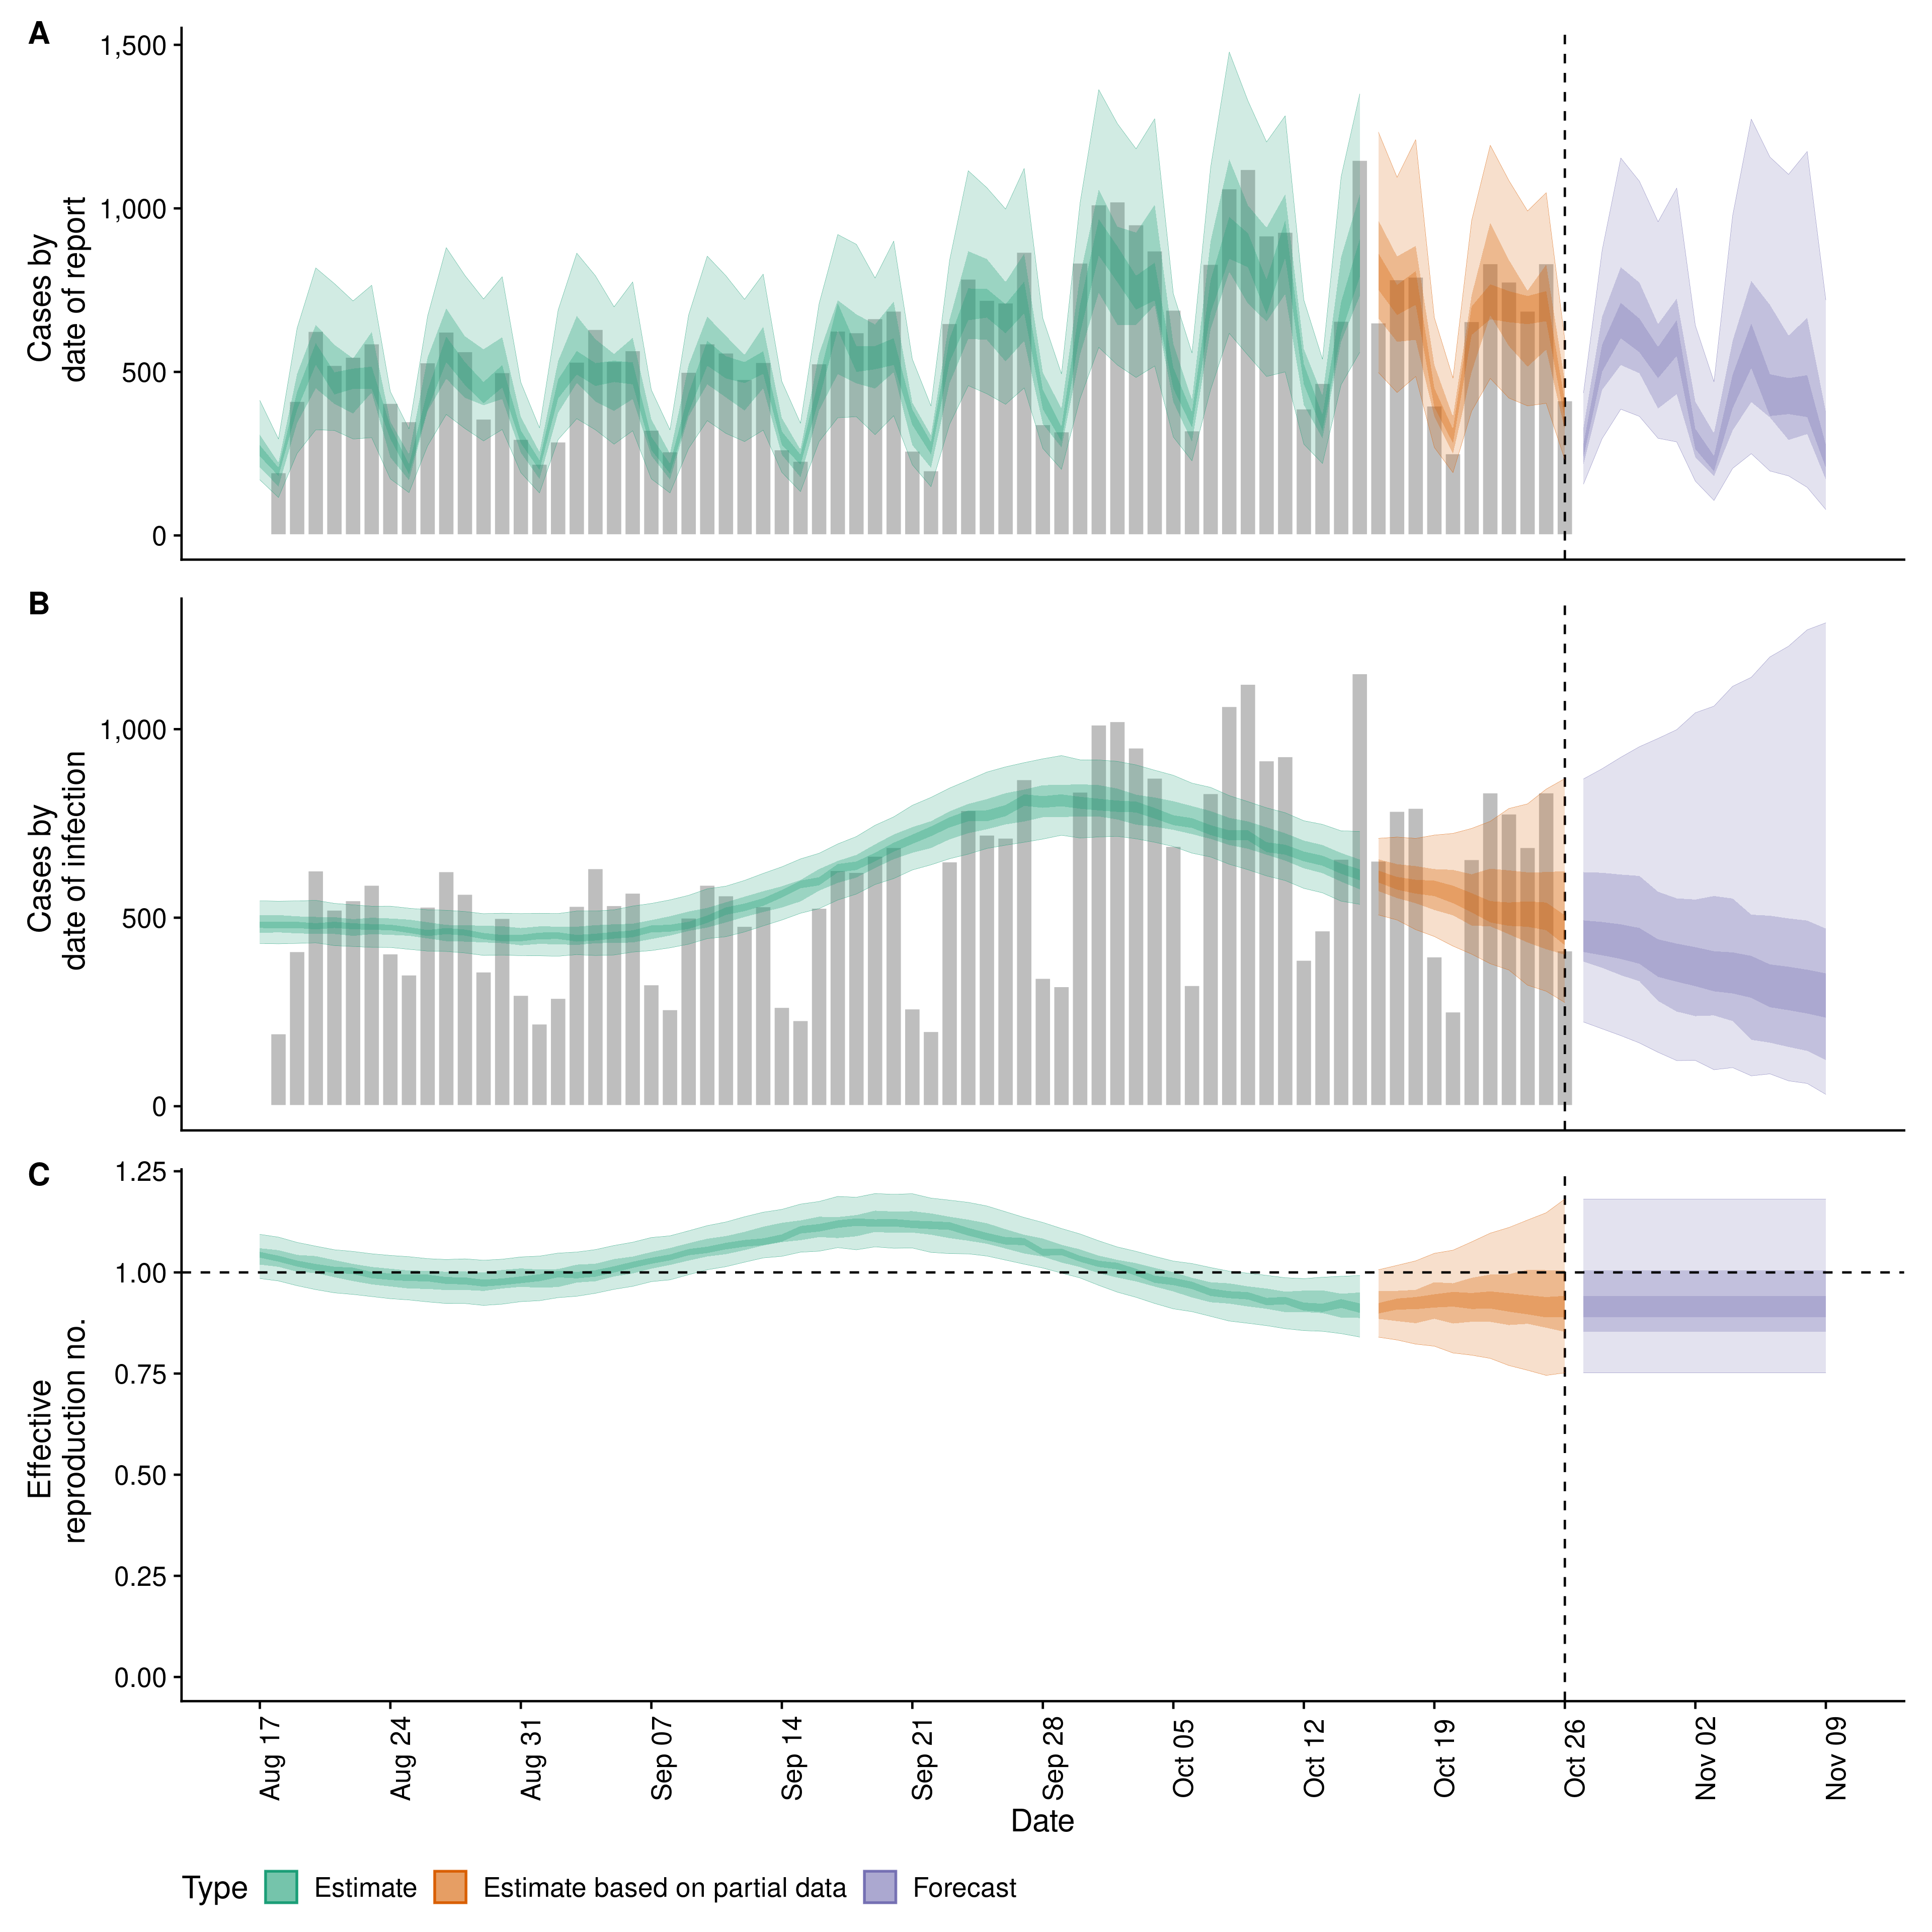 A
Cases by
date of report
1,500
1,000
500
0
B
Cases by
date of infection
1,000
500
0
C
Effective
reproduction no.
1.25
1.00
0.75
0.50
0.25
0.00
Aug 17
Aug 24
Aug 31
Sep 07
Sep 14
Sep 21
Sep 28
Oct 05
Oct 12
Oct 19
Oct 26
Nov 02
Nov 09
Date
Type Estimate Estimate based on partial data Forecast